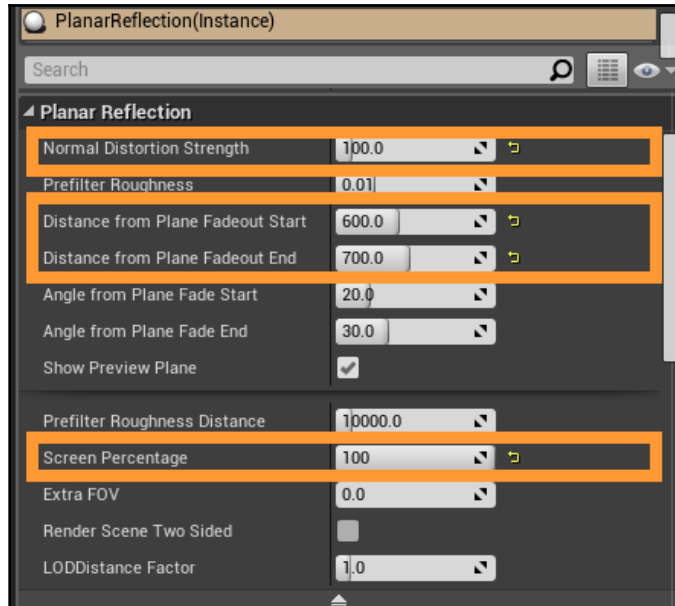 PlanarReflection(Instance)
Search
Planar Reflection
Normal Distortion Strength 100.0
Prefilter Roughness 0.01
Distance from Plane Fadeout Start 600.0
Distance from Plane Fadeout End 700.0
Angle from Plane Fade Start 20.0
Angle from Plane Fade End 30.0
Show Preview Plane
Prefilter Roughness Distance 10000.0
Screen Percentage 100
Extra FOV 0.0
Render Scene Two Sided
LODDistance Factor 1.0